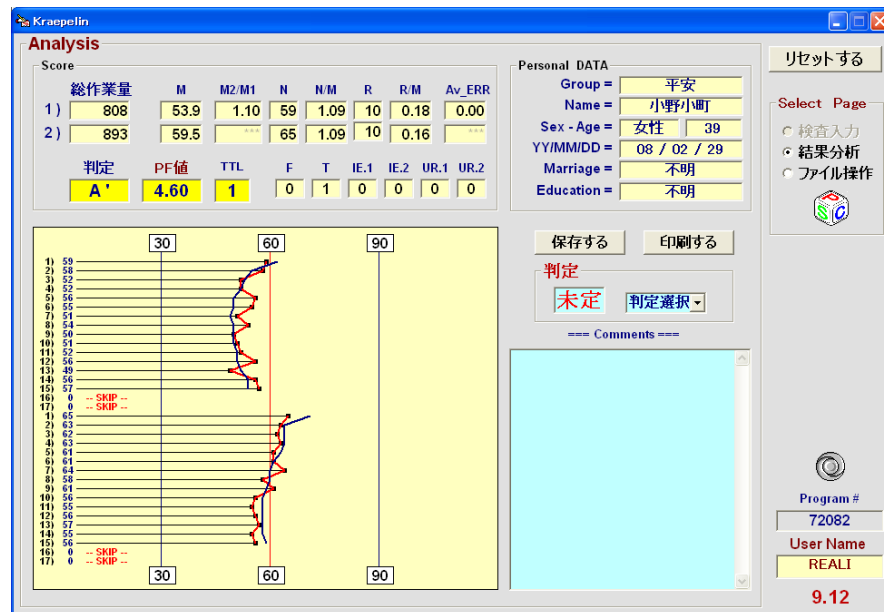 Kraepelin
Analysis
Score
総作業量 M M2/M1 N N/M R R/M Av_ERR
1) 808 53.9 1.10 59 1.09 10 0.18 0.00
2) 893 59.5 *** 65 1.09 10 0.16 ***
判定 PF値 TTL F T IE.1 IE.2 UR.1 UR.2
A ' 4.60 1 0 1 0 0 0 0
Personal DATA
Group = 平安
Name = 小野小町
Sex - Age = 女性 39
YY/MM/DD = 08 / 02 / 29
Marriage = 不明
Education = 不明
リセットする
Select Page
検査入力
結果分析
ファイル操作
PSC
30 60 90
1) 59
2) 58
3) 52
4) 52
5) 56
6) 55
7) 51
8) 54
9) 50
10) 51
11) 52
12) 56
13) 49
14) 56
15) 57
16) 0 -- SKIP --
17) 0 -- SKIP --
1) 65
2) 63
3) 62
4) 63
5) 61
6) 61
7) 64
8) 58
9) 61
10) 56
11) 55
12) 56
13) 57
14) 55
15) 56
16) 0 -- SKIP --
17) 0 -- SKIP --
30 60 90
保存する 印刷する
判定
未定 判定選択
=== Comments ===
Program #
72082
User Name
REALI
9.12